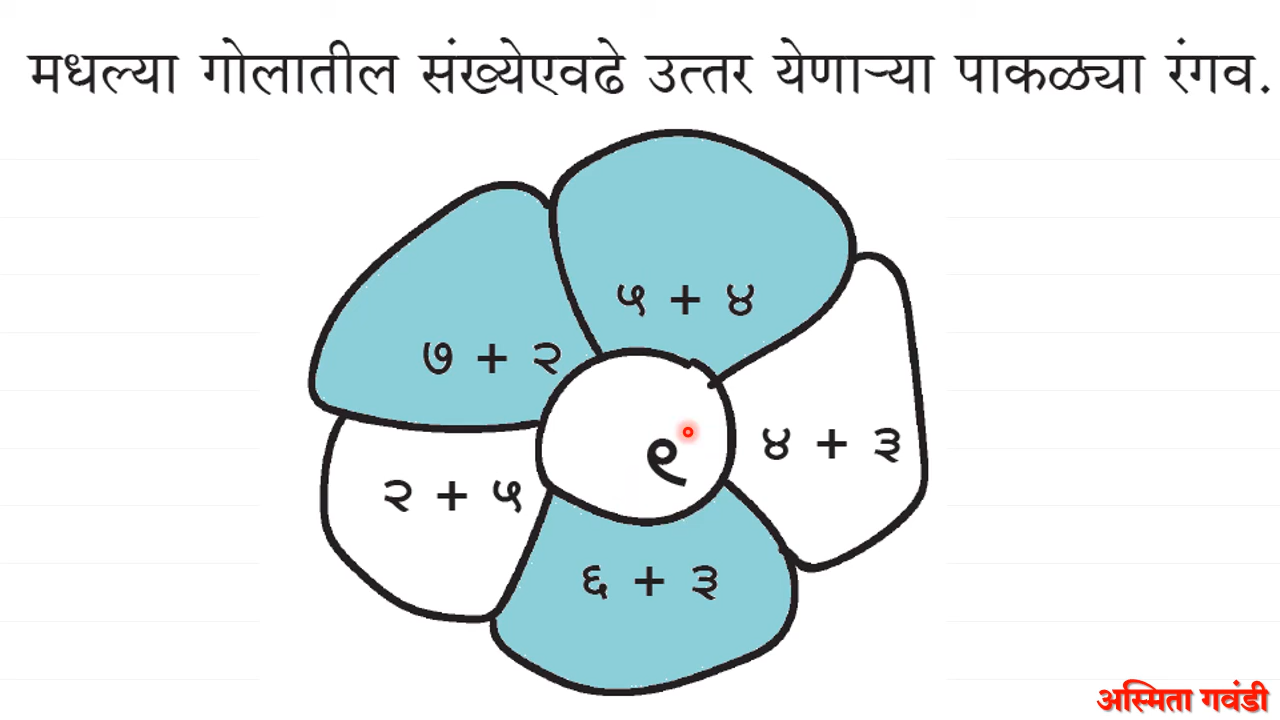 मधल्या गोलातील संख्येएवढे उत्तर येणाऱ्या पाकळ्या रंगव.
५ + ४
७ + २
९
४ + ३
२ + ५
६ + ३
अस्मिता गवंडी